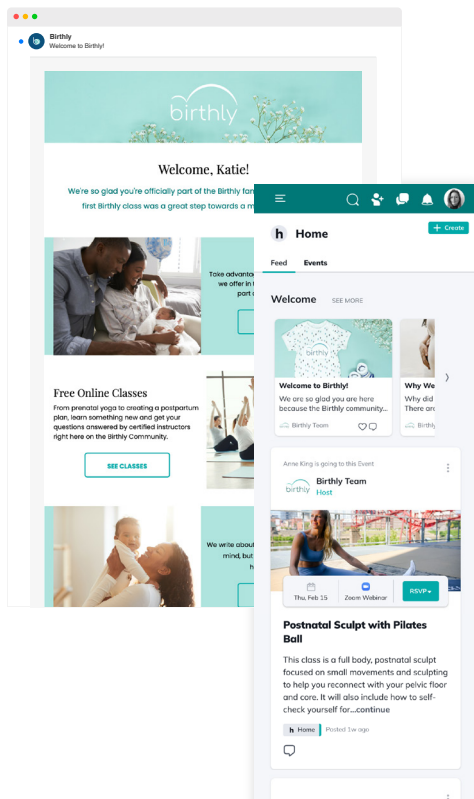 Birthly
Welcome to Birthly!
birthly
Welcome, Katie!
We're so glad you're officially part of the Birthly fam
first Birthly class was a great step towards a m
Take advanta
we offer in
part
Free Online Classes
From prenatal yoga to creating a postpartum
plan, learn something new and get your
questions answered by certified instructors
right here on the Birthly Community.
SEE CLASSES
We write about
mind, but
h
h Home
+ Create
Feed Events
Welcome SEE MORE
birthly
Welcome to Birthly!
We are so glad you are here
because the Birthly community...
Birthly Team
Why We
Why did
There are
Birthly
Anne King is going to this Event
birthly
Birthly Team
Host
Thu, Feb 15
Zoom Webinar
RSVP
Postnatal Sculpt with Pilates
Ball
This class is a full body, postnatal sculpt
focused on small movements and sculpting
to help you reconnect with your pelvic floor
and core. It will also include how to self-
check yourself for...continue
h Home Posted 1w ago